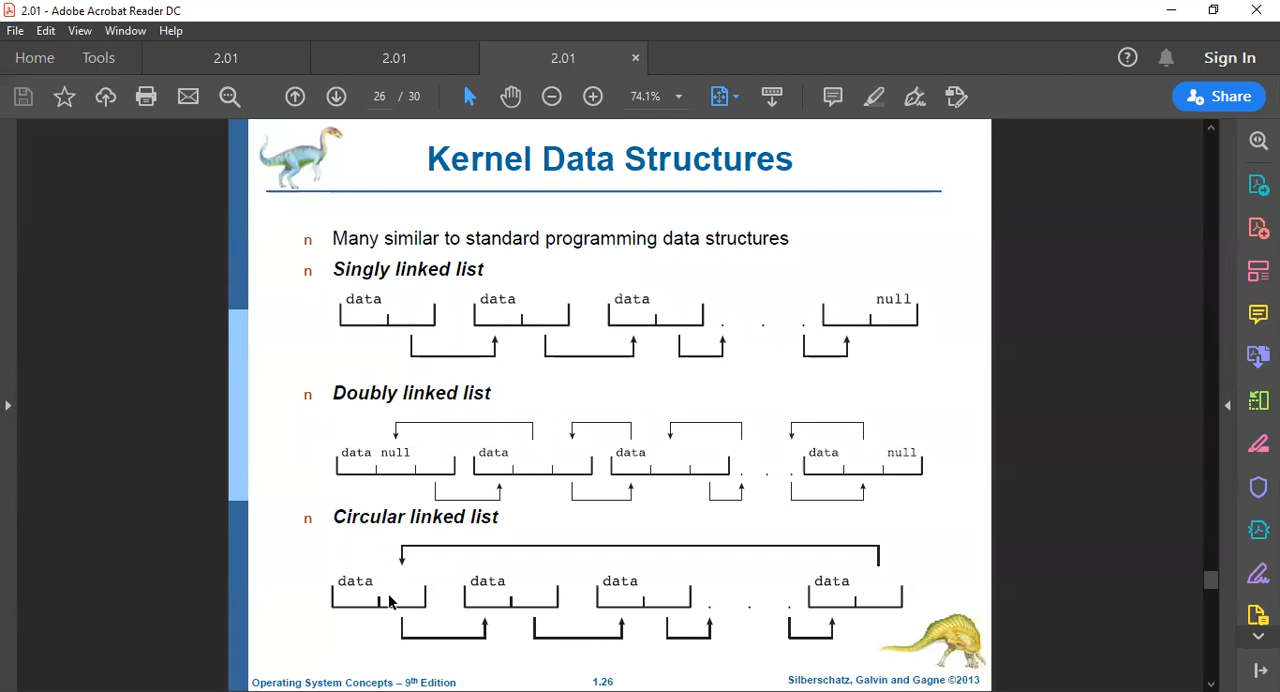 2.01 - Adobe Acrobat Reader DC
File Edit View Window Help
Home Tools 2.01 2.01 2.01 Sign In
26 / 30 74.1% Share
Kernel Data Structures
n Many similar to standard programming data structures
n Singly linked list
data data data null
n Doubly linked list
data null data data data null
n Circular linked list
data data data data
Operating System Concepts – 9th Edition 1.26 Silberschatz, Galvin and Gagne ©2013